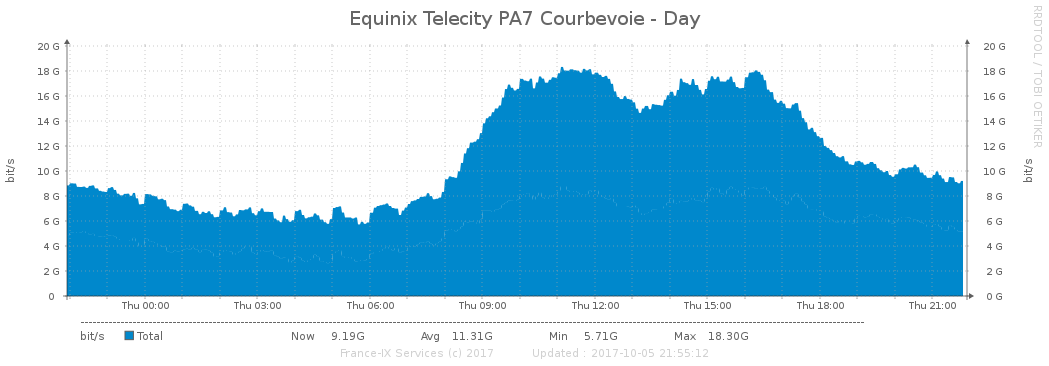 Equinix Telecity PA7 Courbevoie - Day
RRDTOOL / TOBI OETIKER
bit/s
20 G 20 G
18 G 18 G
16 G 16 G
14 G 14 G
12 G 12 G
10 G 10 G
8 G 8 G
6 G 6 G
4 G 4 G
2 G 2 G
0 0 G
bit/s
Thu 00:00 Thu 03:00 Thu 06:00 Thu 09:00 Thu 12:00 Thu 15:00 Thu 18:00 Thu 21:00
bit/s Total Now 9.19G Avg 11.31G Min 5.71G Max 18.30G
France-IX Services (c) 2017 Updated : 2017-10-05 21:55:12